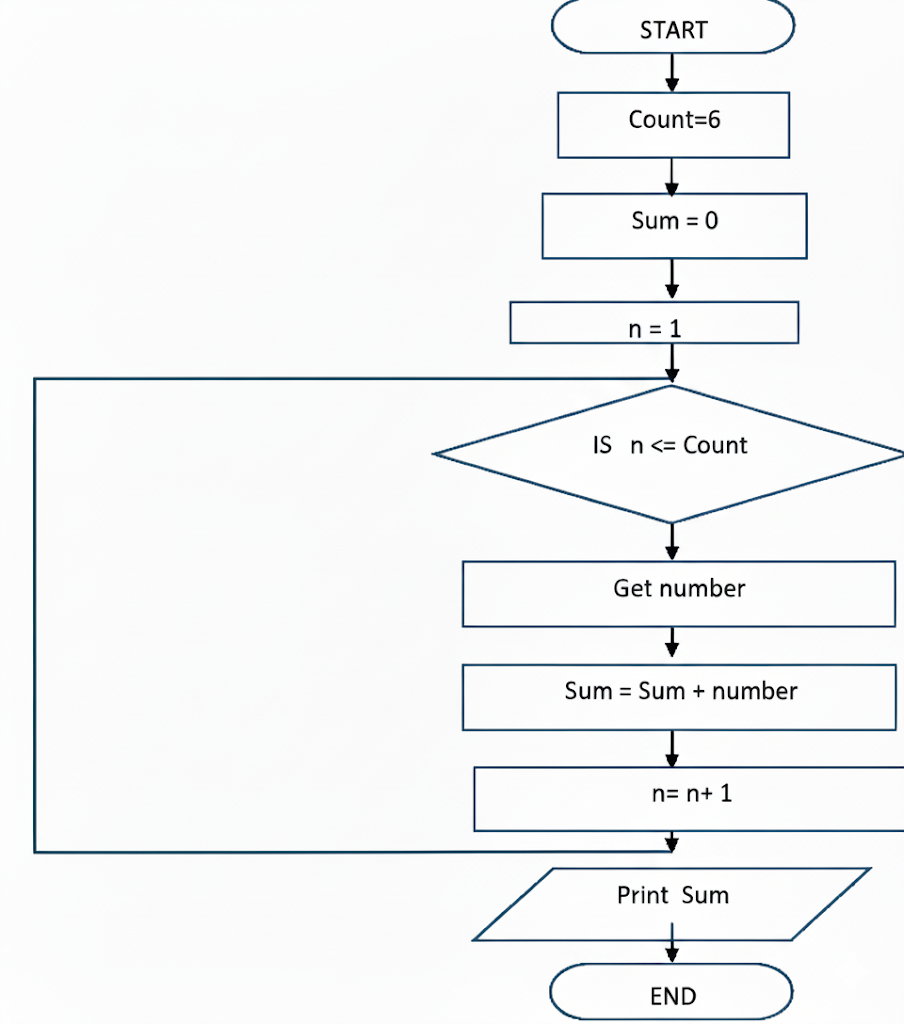 START
Count=6
Sum = 0
n = 1
IS n <= Count
Get number
Sum = Sum + number
n= n+ 1
Print Sum
END